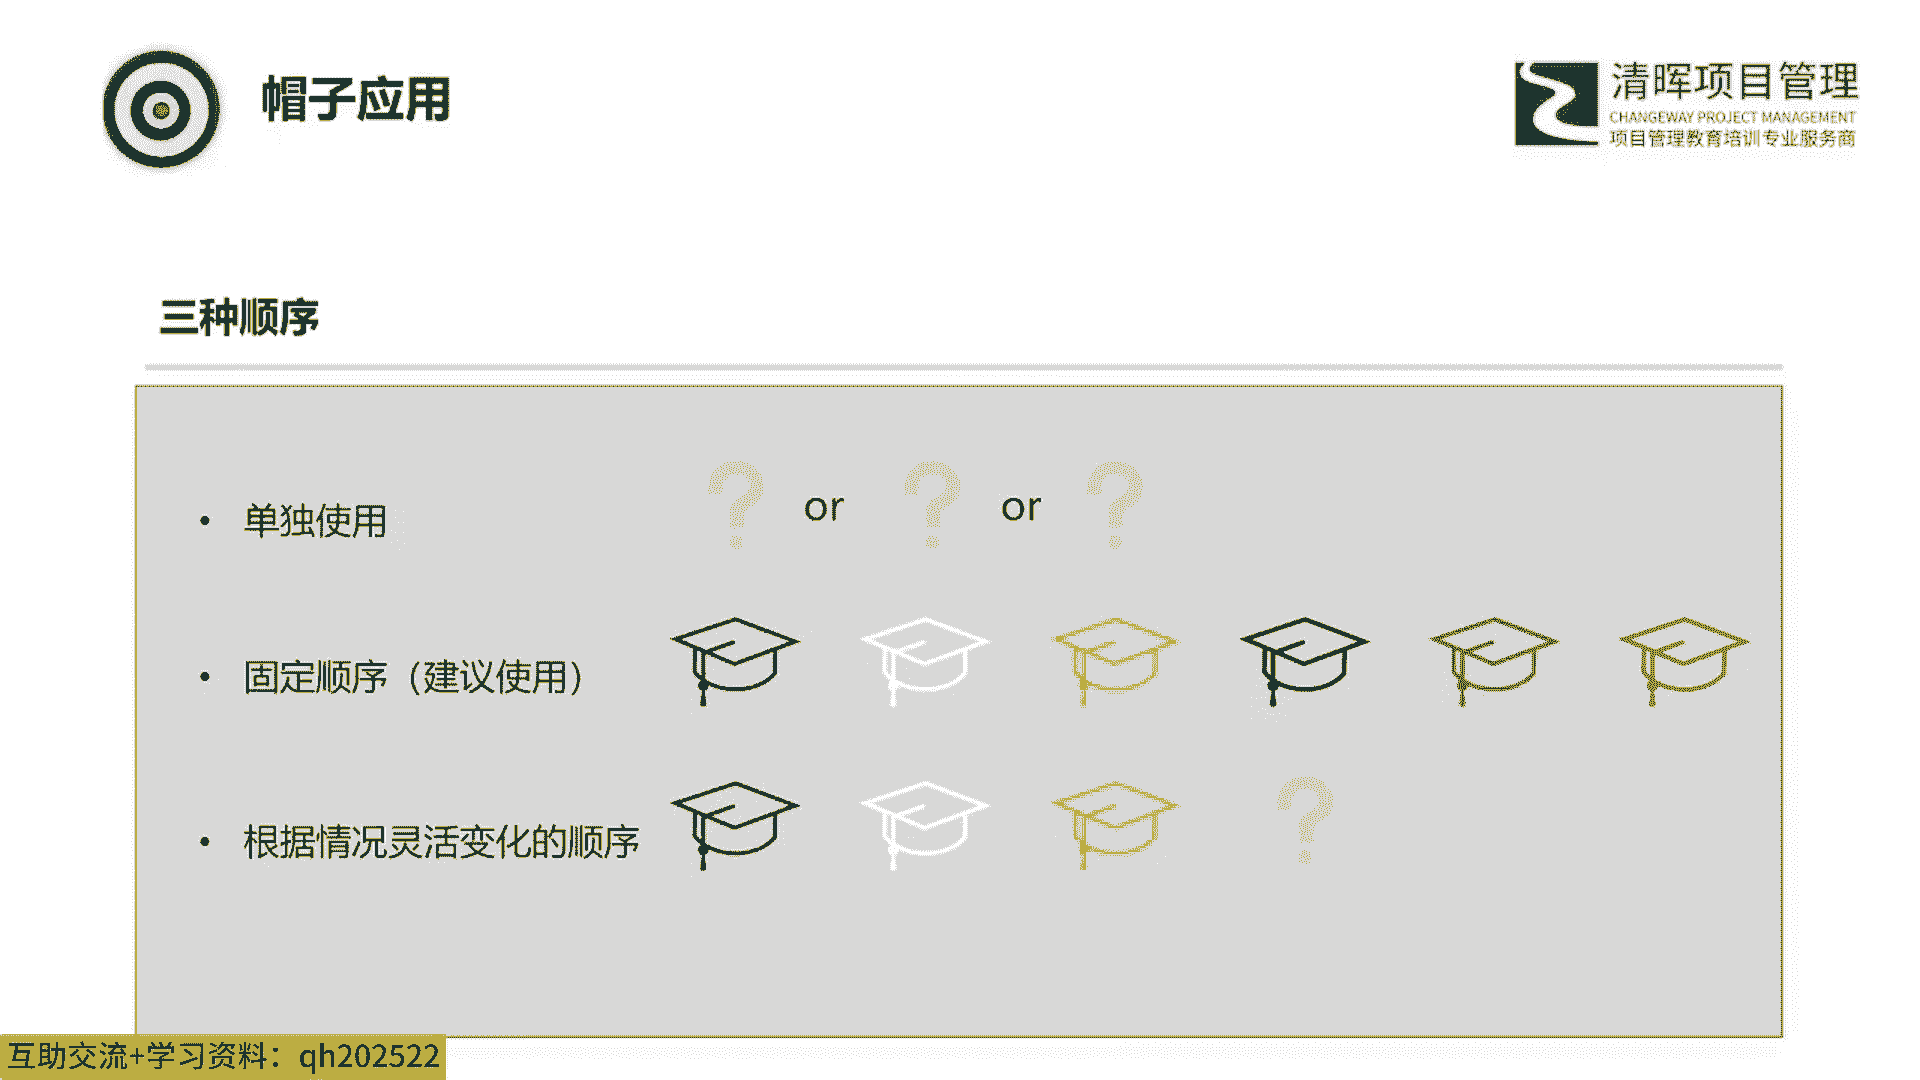 帽子应用
清晖项目管理
CHANGEWAY PROJECT MANAGEMENT
项目管理教育培训专业服务商
三种顺序
• 单独使用 ? or ? or ?
• 固定顺序（建议使用）
• 根据情况灵活变化的顺序 ?
互助交流+学习资料：qh202522